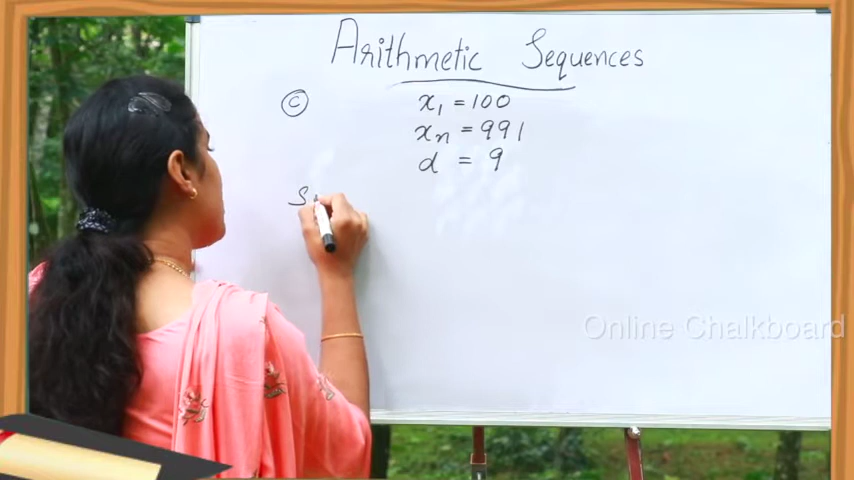 Arithmetic Sequences
c
x₁ = 100
xₙ = 991
d = 9
S
Online Chalkboard